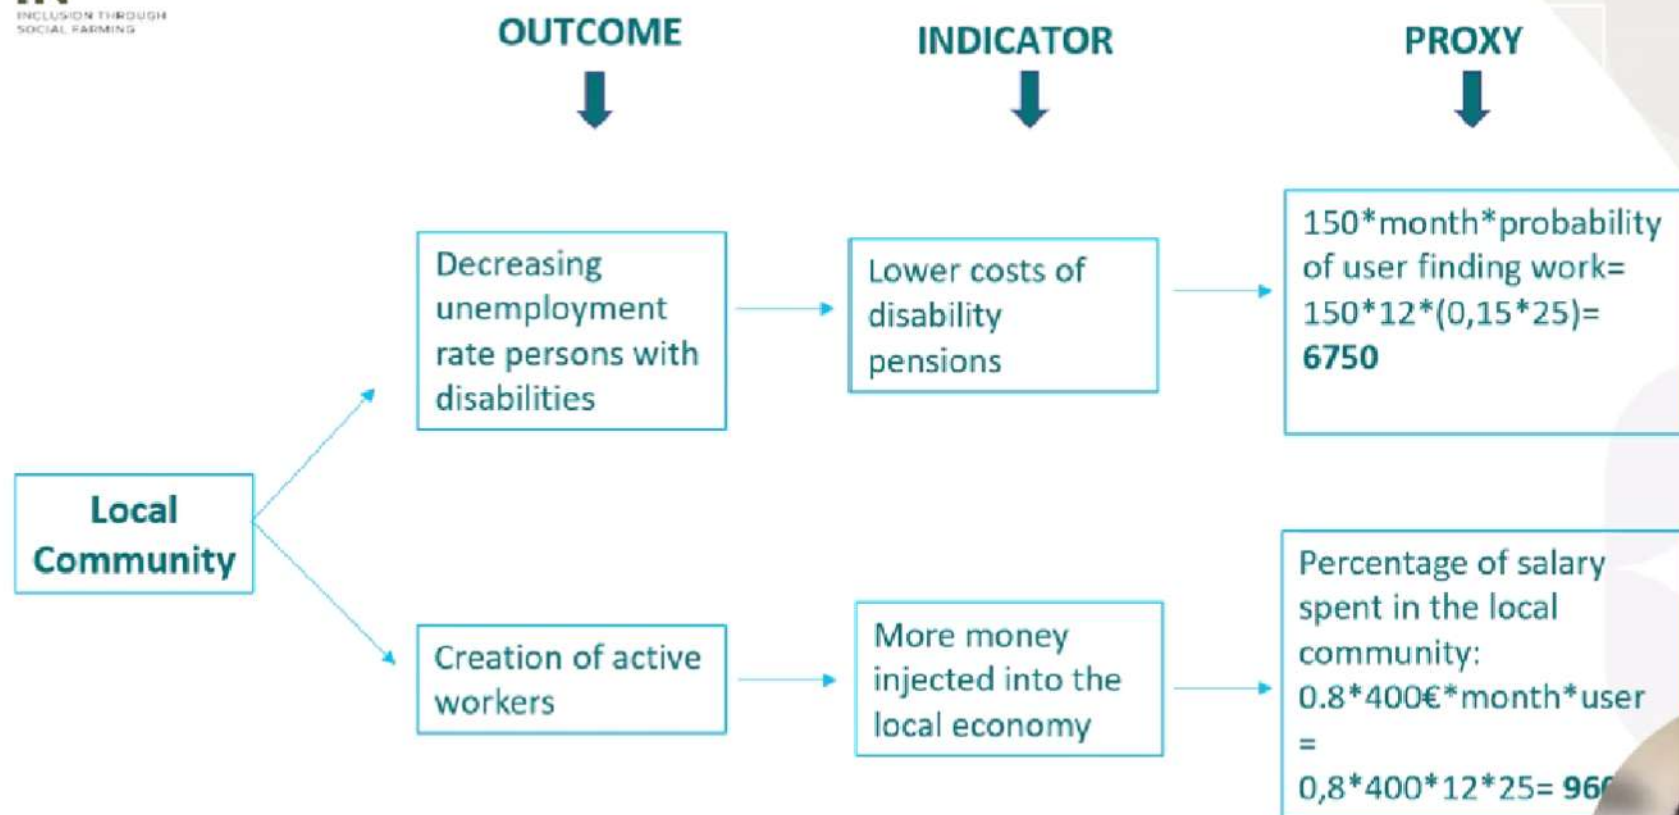 INCLUSION THROUGH
SOCIAL FARMING
OUTCOME
INDICATOR
PROXY
Decreasing
unemployment
rate persons with
disabilities
Lower costs of
disability
pensions
150*month*probability
of user finding work=
150*12*(0,15*25)=
6750
Local
Community
Creation of active
workers
More money
injected into the
local economy
Percentage of salary
spent in the local
community:
0.8*400€*month*user
=
0,8*400*12*25=